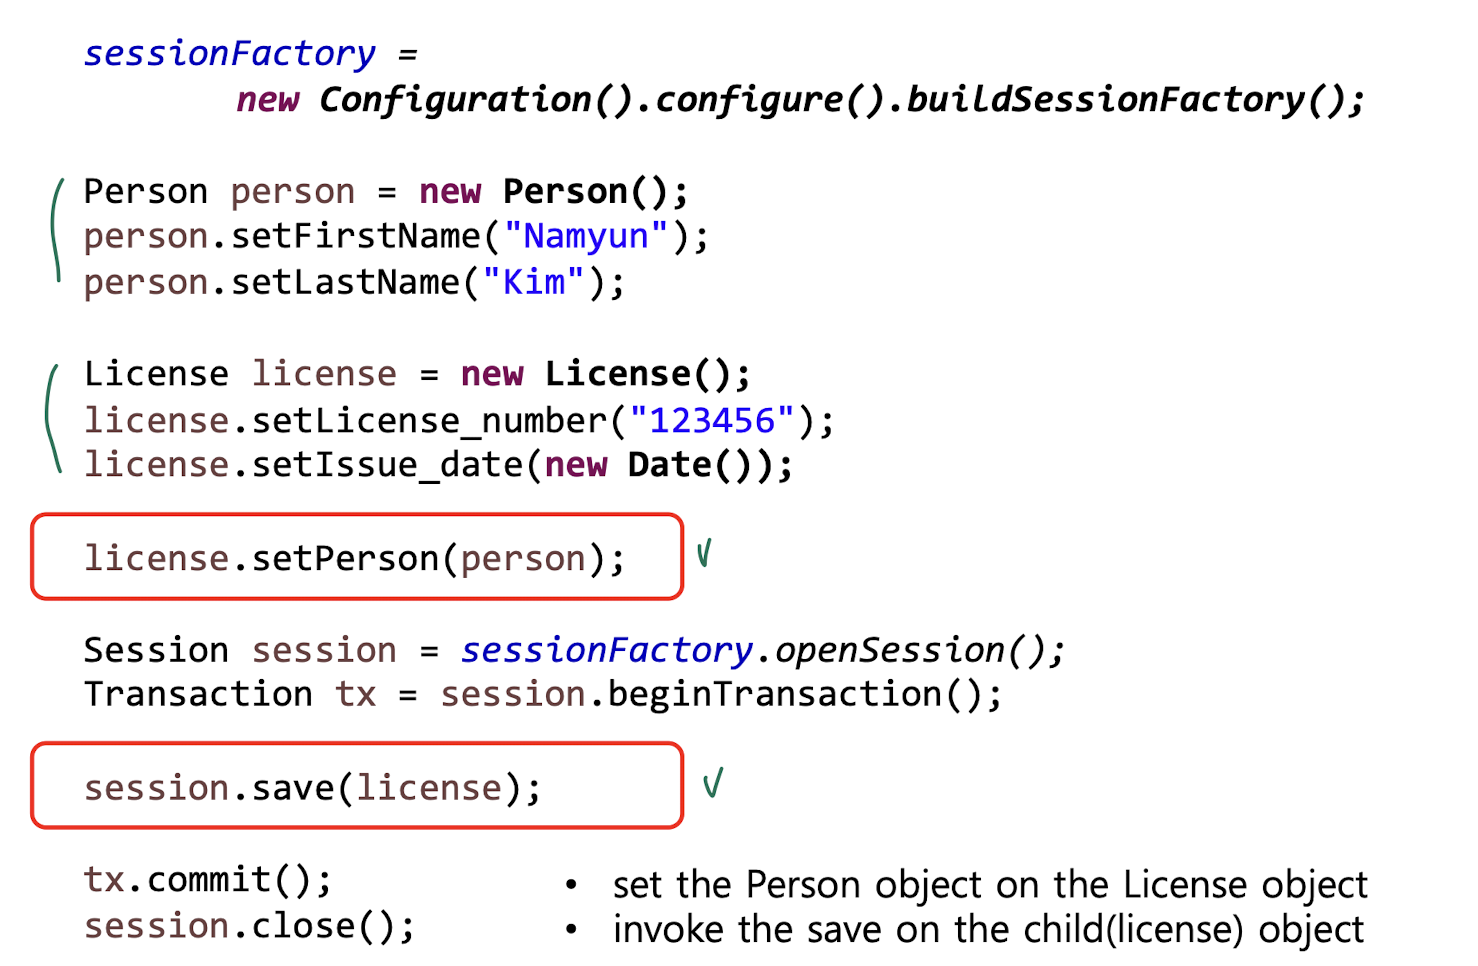 sessionFactory =
new Configuration().configure().buildSessionFactory();
Person person = new Person();
person.setFirstName("Namyun");
person.setLastName("Kim");
License license = new License();
license.setLicense_number("123456");
license.setIssue_date(new Date());
license.setPerson(person);
Session session = sessionFactory.openSession();
Transaction tx = session.beginTransaction();
session.save(license);
tx.commit();
session.close();
• set the Person object on the License object
• invoke the save on the child(license) object